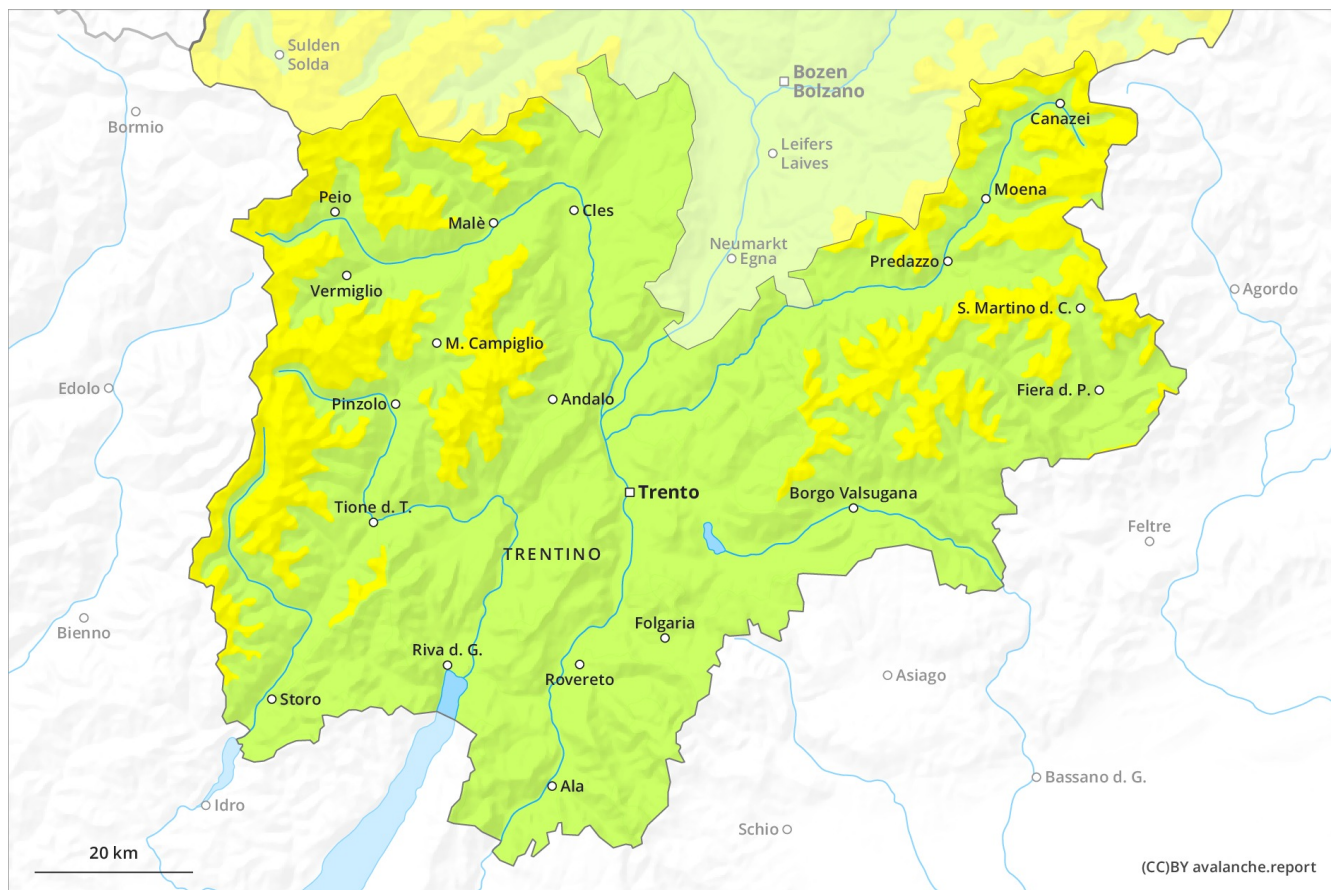 Sulden
Solda
Bozen
Bolzano
Bormio
Canazei
Leifers
Laives
Moena
Peio
Malè
Cles
Neumarkt
Egna
Predazzo
Vermiglio
Agordo
S. Martino d. C.
M. Campiglio
Edolo
Pinzolo
Andalo
Fiera d. P.
Trento
Borgo Valsugana
Tione d. T.
Feltre
TRENTINO
Bienno
Folgaria
Riva d. G.
Rovereto
Asiago
Storo
Bassano d. G.
Ala
Idro
Schio
20 km
(CC)BY avalanche.report